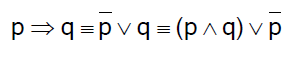 p ⇒ q ≡ p̅ ∨ q ≡ (p ∧ q) ∨ p̅